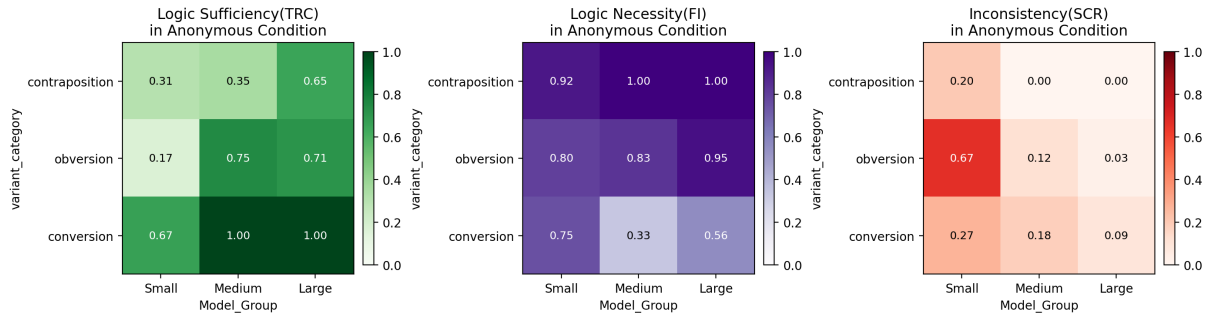 Logic Sufficiency(TRC)
in Anonymous Condition
variant_category
contraposition
obversion
conversion
0.31 0.35 0.65
0.17 0.75 0.71
0.67 1.00 1.00
Small Medium Large
Model_Group
1.0
0.8
0.6
0.4
0.2
0.0
Logic Necessity(FI)
in Anonymous Condition
variant_category
contraposition
obversion
conversion
0.92 1.00 1.00
0.80 0.83 0.95
0.75 0.33 0.56
Small Medium Large
Model_Group
1.0
0.8
0.6
0.4
0.2
0.0
Inconsistency(SCR)
in Anonymous Condition
variant_category
contraposition
obversion
conversion
0.20 0.00 0.00
0.67 0.12 0.03
0.27 0.18 0.09
Small Medium Large
Model_Group
1.0
0.8
0.6
0.4
0.2
0.0